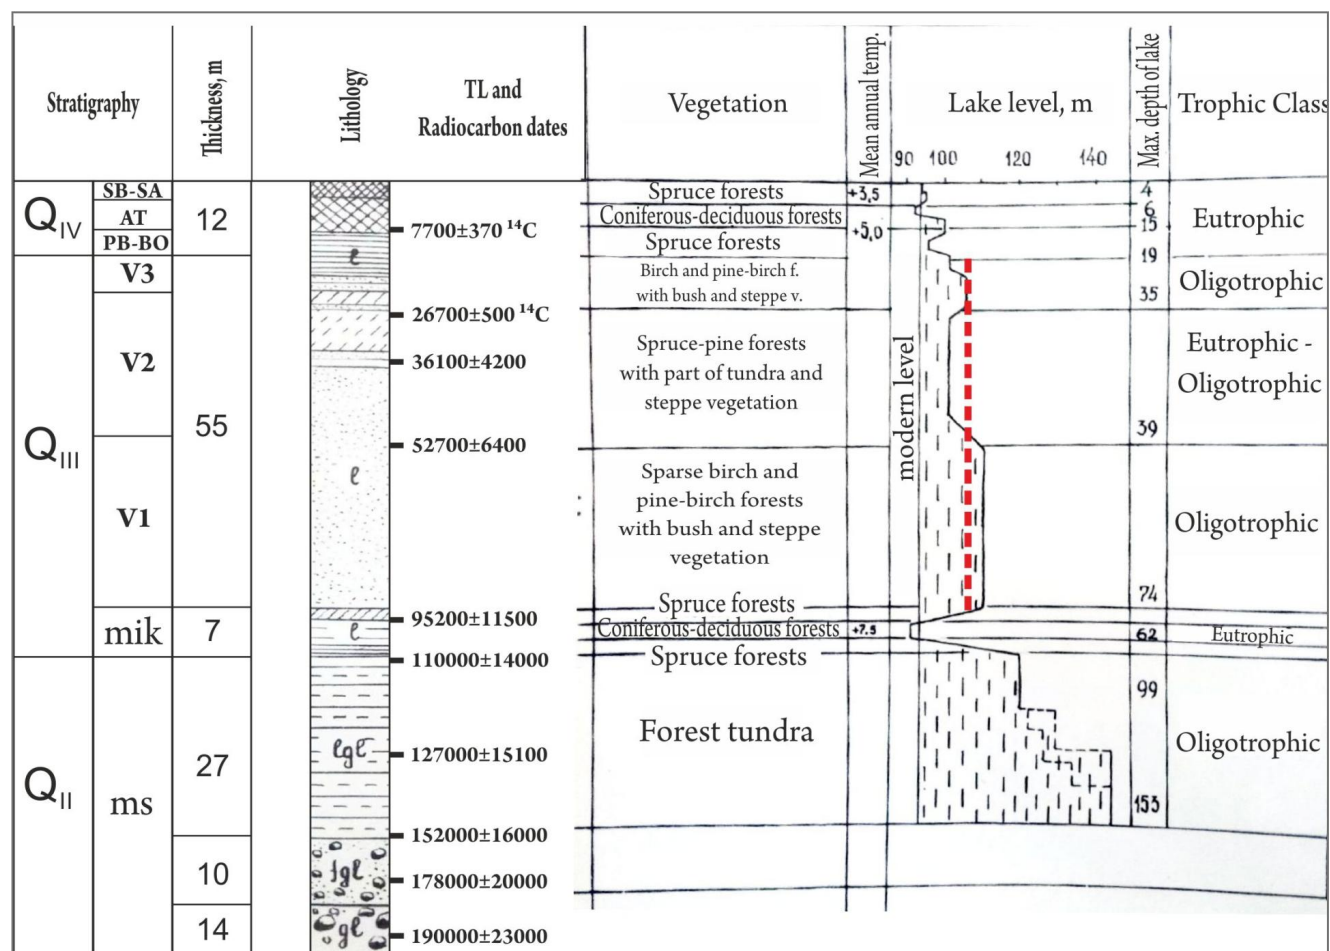 Stratigraphy
Thickness, m
Lithology
TL and
Radiocarbon dates
Vegetation
Mean annual temp.
Lake level, m
90 100 120 140
Max. depth of lake
Trophic Class
Q IV
SB-SA
AT
PB-BO
12
7700±370 ¹⁴C
Spruce forests
+3,5
4
Coniferous-deciduous forests
6
+5,0
15
Spruce forests
Eutrophic
Q III
V3
V2
V1
55
l
l
26700±500 ¹⁴C
36100±4200
52700±6400
Birch and pine-birch f.
with bush and steppe v.
19
35
Oligotrophic
Spruce-pine forests
with part of tundra and
steppe vegetation
modern level
39
Eutrophic -
Oligotrophic
Sparse birch and
pine-birch forests
with bush and steppe
vegetation
74
Oligotrophic
mik
7
l
95200±11500
110000±14000
Spruce forests
Coniferous-deciduous forests
+7.5
62
Eutrophic
Spruce forests
Q II
ms
27
lgl
127000±15100
152000±16000
Forest tundra
99
153
Oligotrophic
10
fgl
178000±20000
14
gl
190000±23000